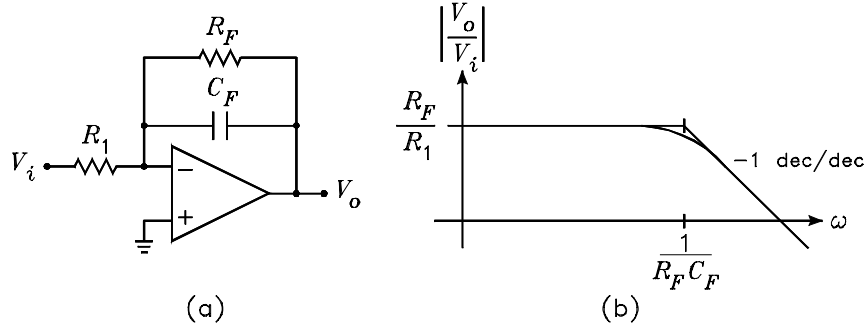 R_F
C_F
R_1
V_i
−
+
V_o
(a)
|V_o/V_i|
R_F/R_1
−1 dec/dec
ω
1/R_F C_F
(b)